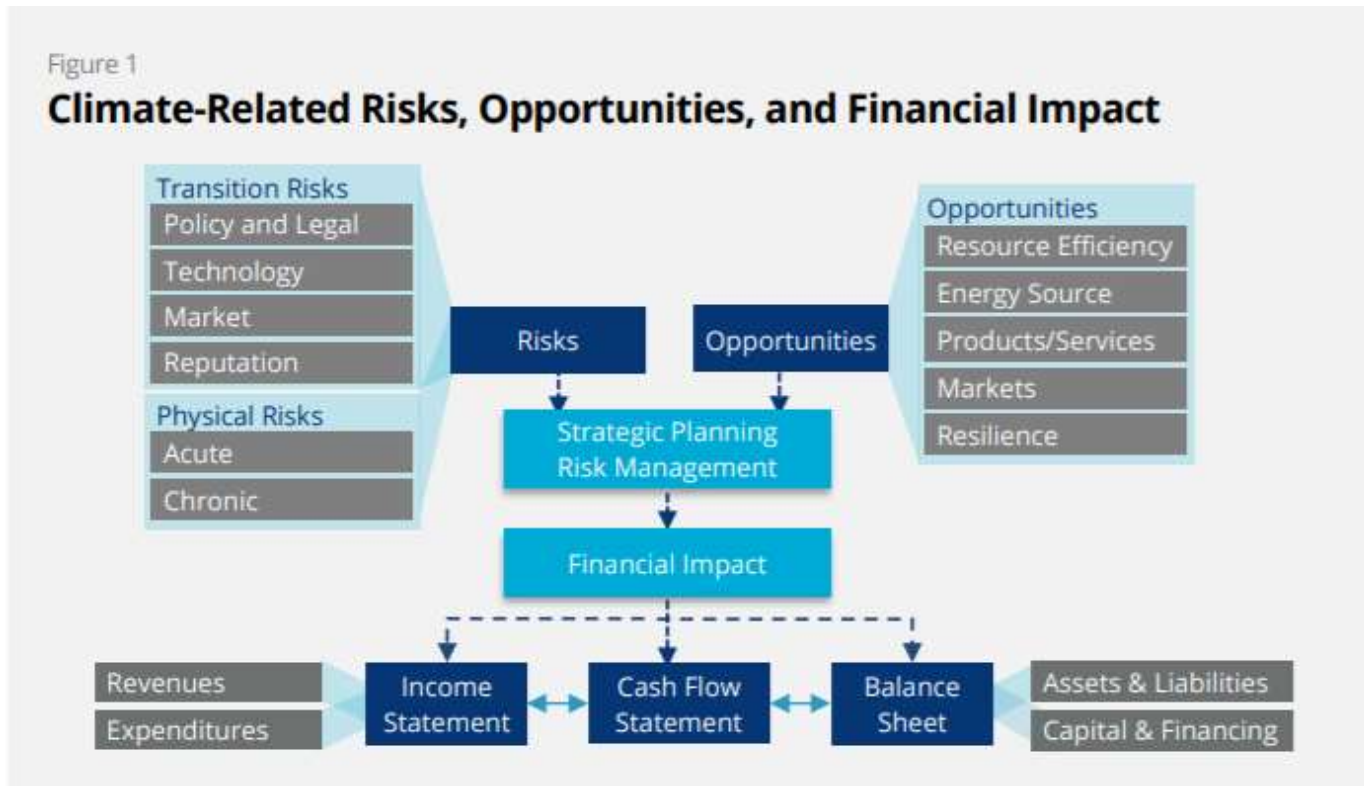 Figure 1
Climate-Related Risks, Opportunities, and Financial Impact
Transition Risks
Policy and Legal
Technology
Market
Reputation
Physical Risks
Acute
Chronic
Risks
Opportunities
Opportunities
Resource Efficiency
Energy Source
Products/Services
Markets
Resilience
Strategic Planning
Risk Management
Financial Impact
Revenues
Expenditures
Income
Statement
Cash Flow
Statement
Balance
Sheet
Assets & Liabilities
Capital & Financing